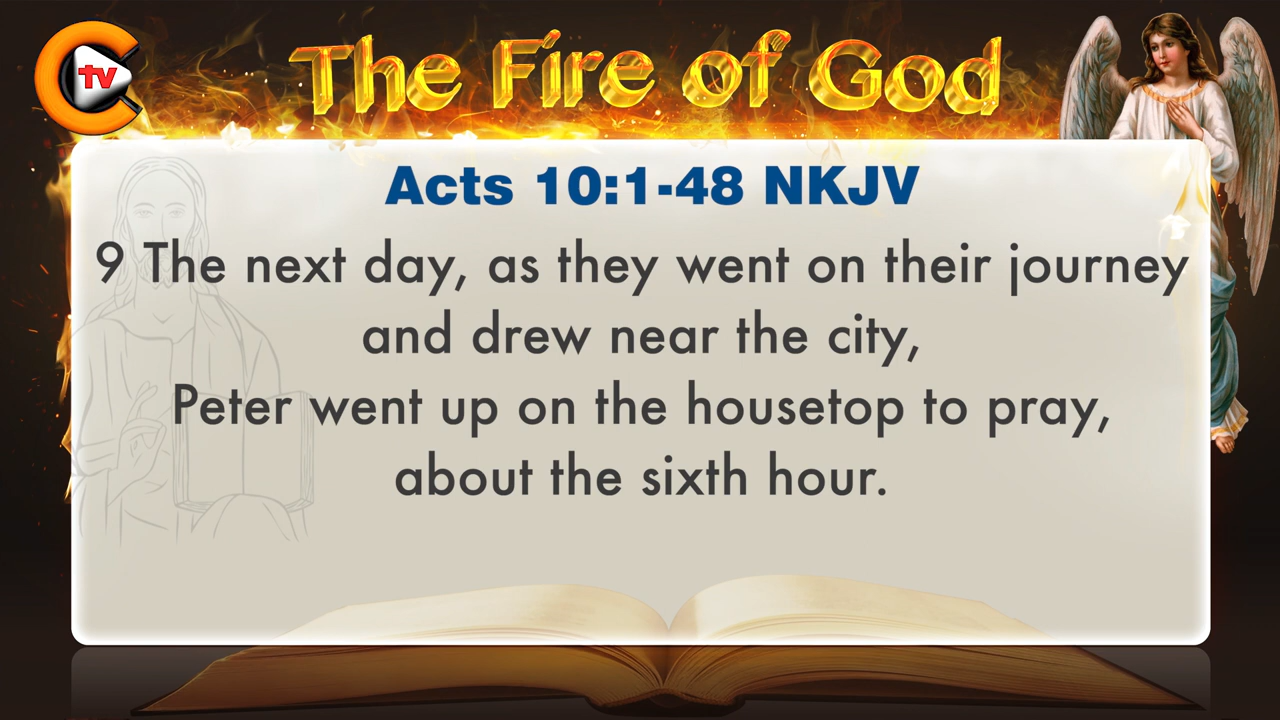 tv
The Fire of God
Acts 10:1-48 NKJV
9 The next day, as they went on their journey
and drew near the city,
Peter went up on the housetop to pray,
about the sixth hour.